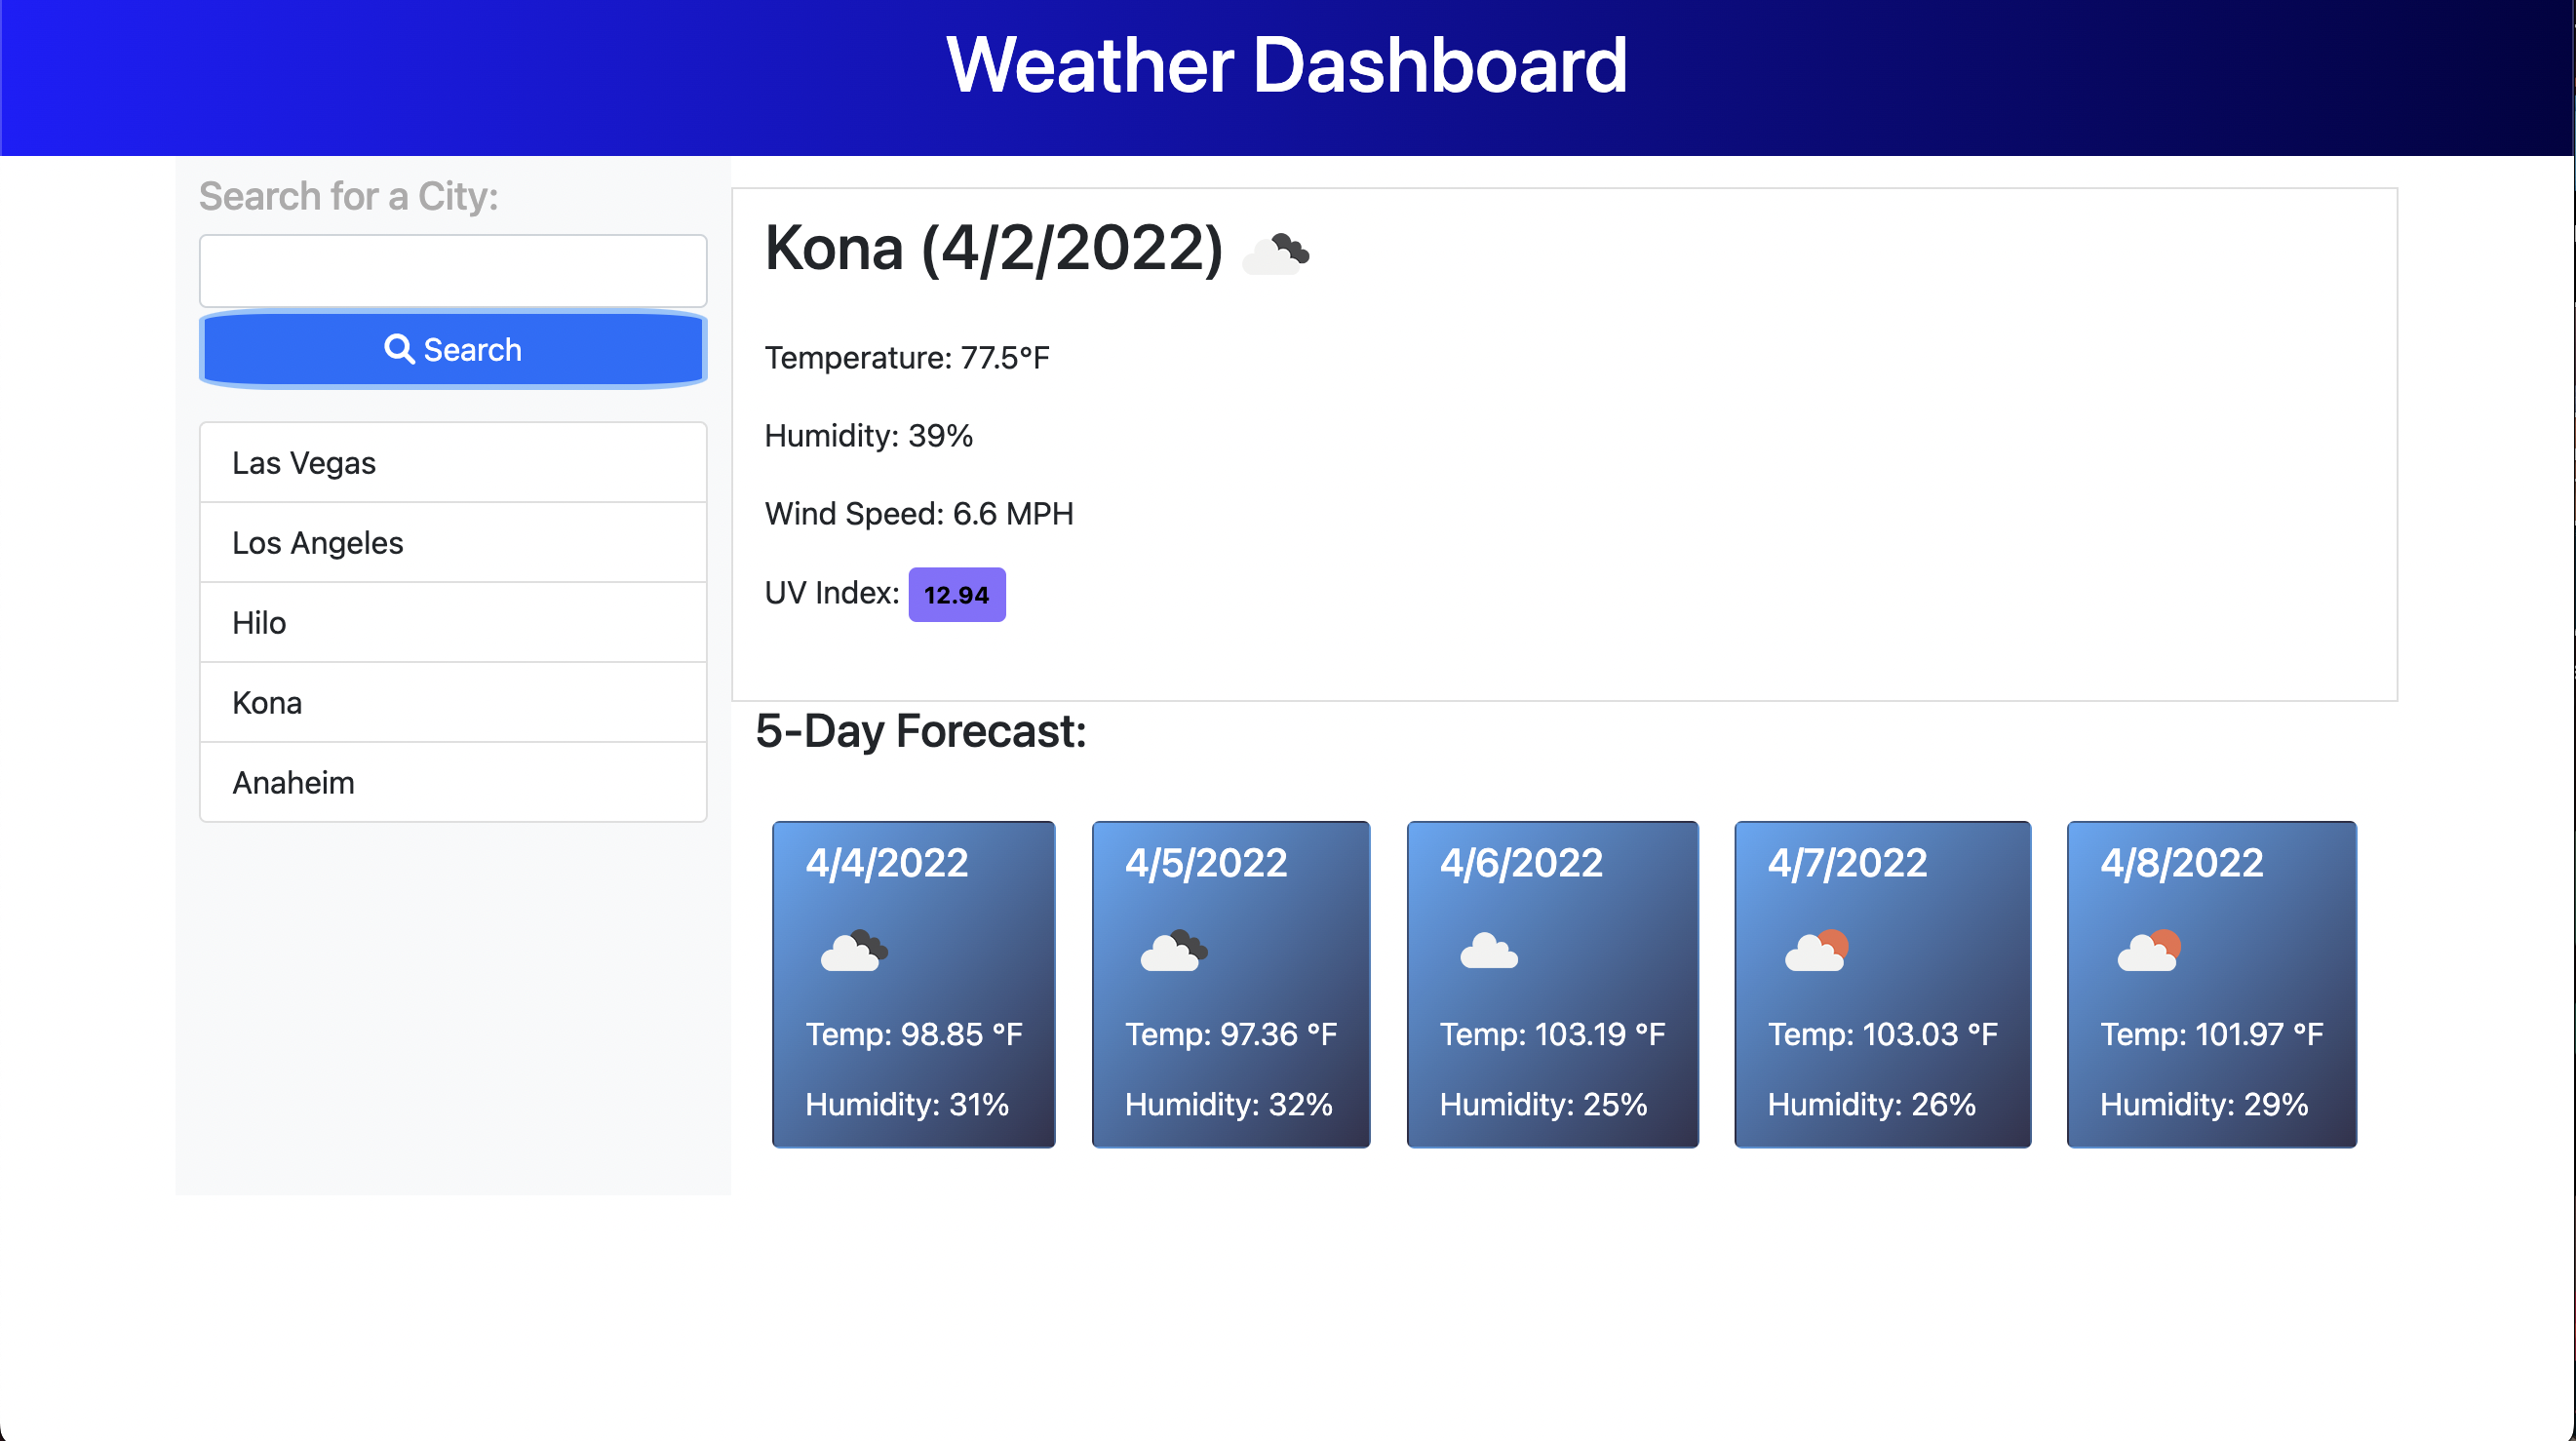 Weather Dashboard
Search for a City:
Search
Las Vegas
Los Angeles
Hilo
Kona
Anaheim
Kona (4/2/2022)
Temperature: 77.5°F
Humidity: 39%
Wind Speed: 6.6 MPH
UV Index: 12.94
5-Day Forecast:
4/4/2022
Temp: 98.85 °F
Humidity: 31%
4/5/2022
Temp: 97.36 °F
Humidity: 32%
4/6/2022
Temp: 103.19 °F
Humidity: 25%
4/7/2022
Temp: 103.03 °F
Humidity: 26%
4/8/2022
Temp: 101.97 °F
Humidity: 29%